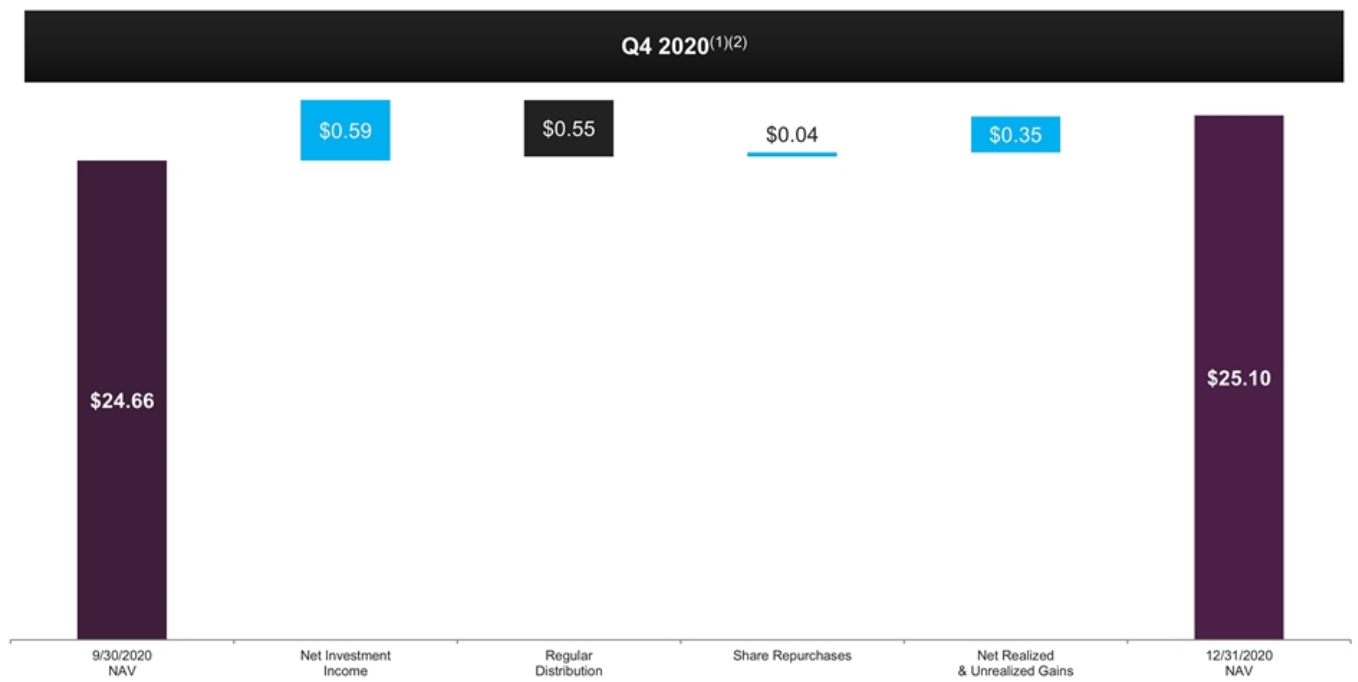 Q4 2020(1)(2)
$0.59
$0.55
$0.04
$0.35
$24.66
$25.10
9/30/2020
NAV
Net Investment
Income
Regular
Distribution
Share Repurchases
Net Realized
& Unrealized Gains
12/31/2020
NAV